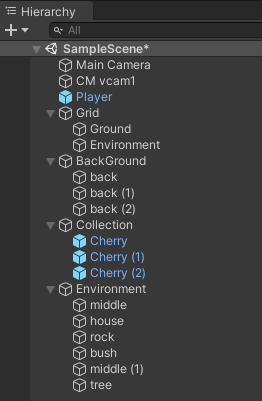 Hierarchy
All
SampleScene*
Main Camera
CM vcam1
Player
Grid
Ground
Environment
BackGround
back
back (1)
back (2)
Collection
Cherry
Cherry (1)
Cherry (2)
Environment
middle
house
rock
bush
middle (1)
tree